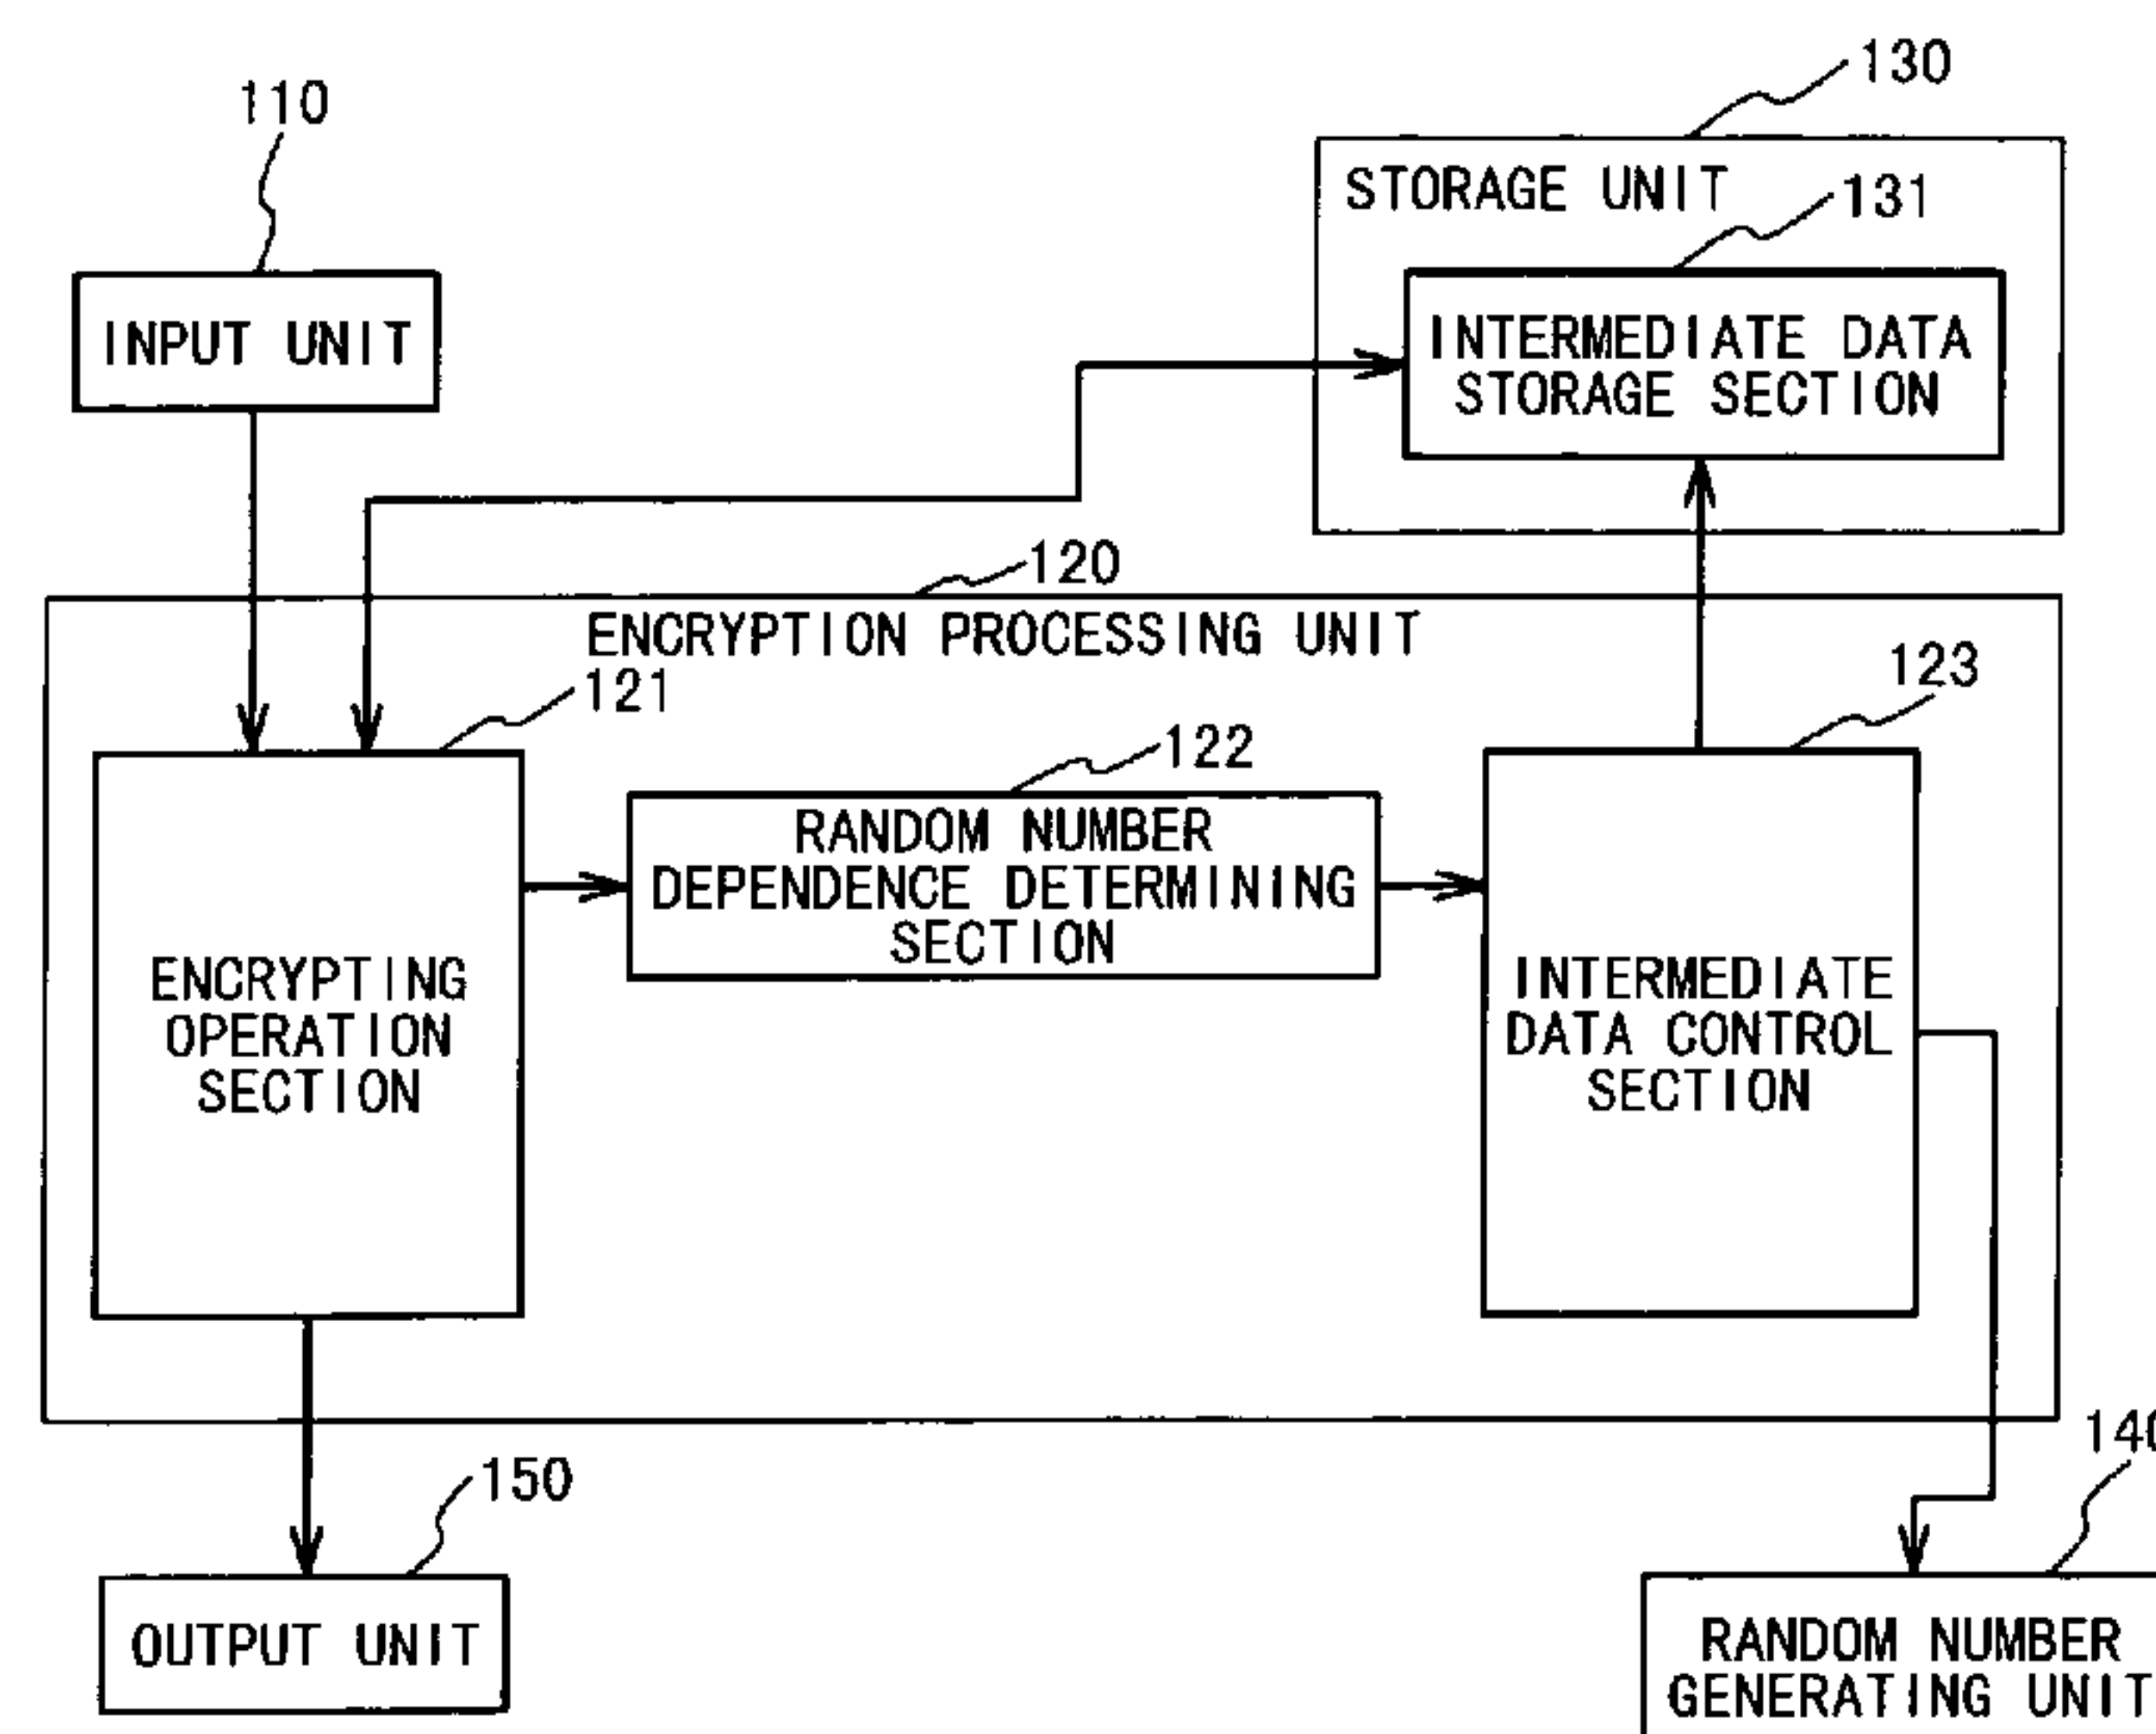 110
130
STORAGE UNIT
131
INPUT UNIT
INTERMEDIATE DATA
STORAGE SECTION
120
ENCRYPTION PROCESSING UNIT
121
122
123
RANDOM NUMBER
DEPENDENCE DETERMINING
SECTION
ENCRYPTING
OPERATION
SECTION
INTERMEDIATE
DATA CONTROL
SECTION
140
150
OUTPUT UNIT
RANDOM NUMBER
GENERATING UNIT